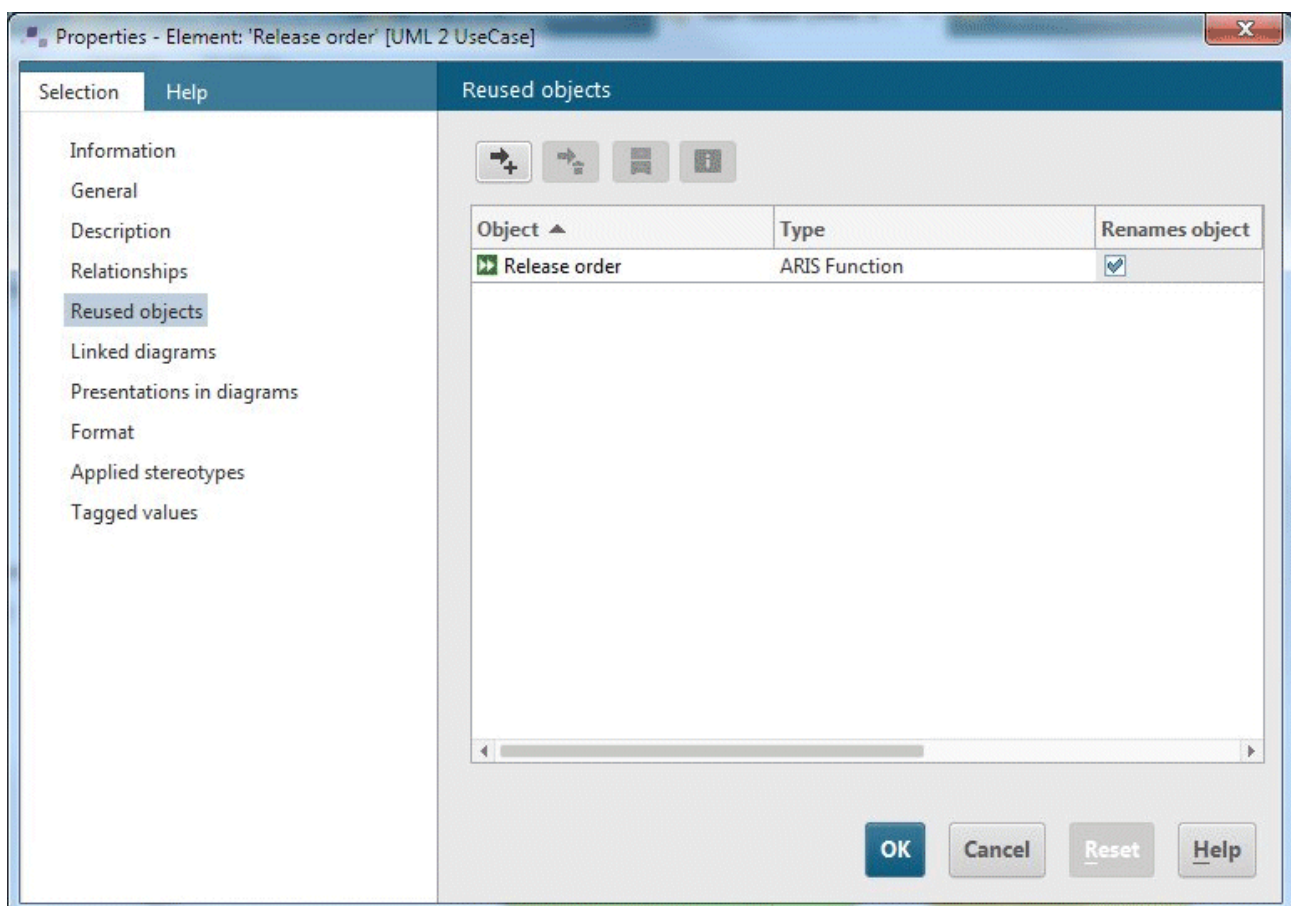 Properties - Element: 'Release order' [UML 2 UseCase]
Selection Help
Reused objects
Information
General
Description
Relationships
Reused objects
Linked diagrams
Presentations in diagrams
Format
Applied stereotypes
Tagged values
Object Type Renames object
Release order ARIS Function
OK Cancel Reset Help